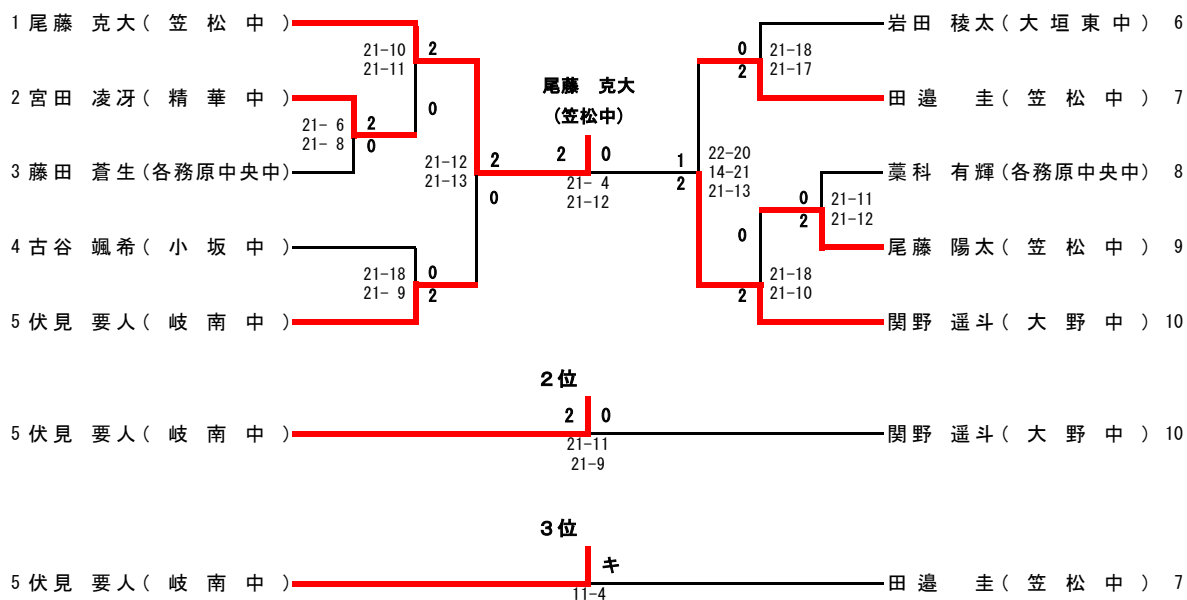 1 尾藤 克大( 笠 松 中 )
2 宮田 凌冴( 精 華 中 )
3 藤田 蒼生(各務原中央中)
4 古谷 颯希( 小 坂 中 )
5 伏見 要人( 岐 南 中 )
21-10 2
21-11
0
21- 6 2
21- 8 0
21-12 2
21-13
0
21-18 0
21- 9 2
尾藤 克大
(笠松中)
2 0
21- 4
21-12
岩田 稜太( 大 垣 東 中 ) 6
田邉 圭( 笠 松 中 ) 7
藁科 有輝(各務原中央中) 8
尾藤 陽太( 笠 松 中 ) 9
関野 遥斗( 大 野 中 ) 10
0 21-18
2 21-17
1 22-20
2 14-21
21-13
0 21-11
2 21-12
0
21-18
2 21-10
2位
5 伏見 要人( 岐 南 中 )
2 0
21-11
21-9
関野 遥斗( 大 野 中 ) 10
3位
5 伏見 要人( 岐 南 中 )
キ
11-4
田邉 圭( 笠 松 中 ) 7